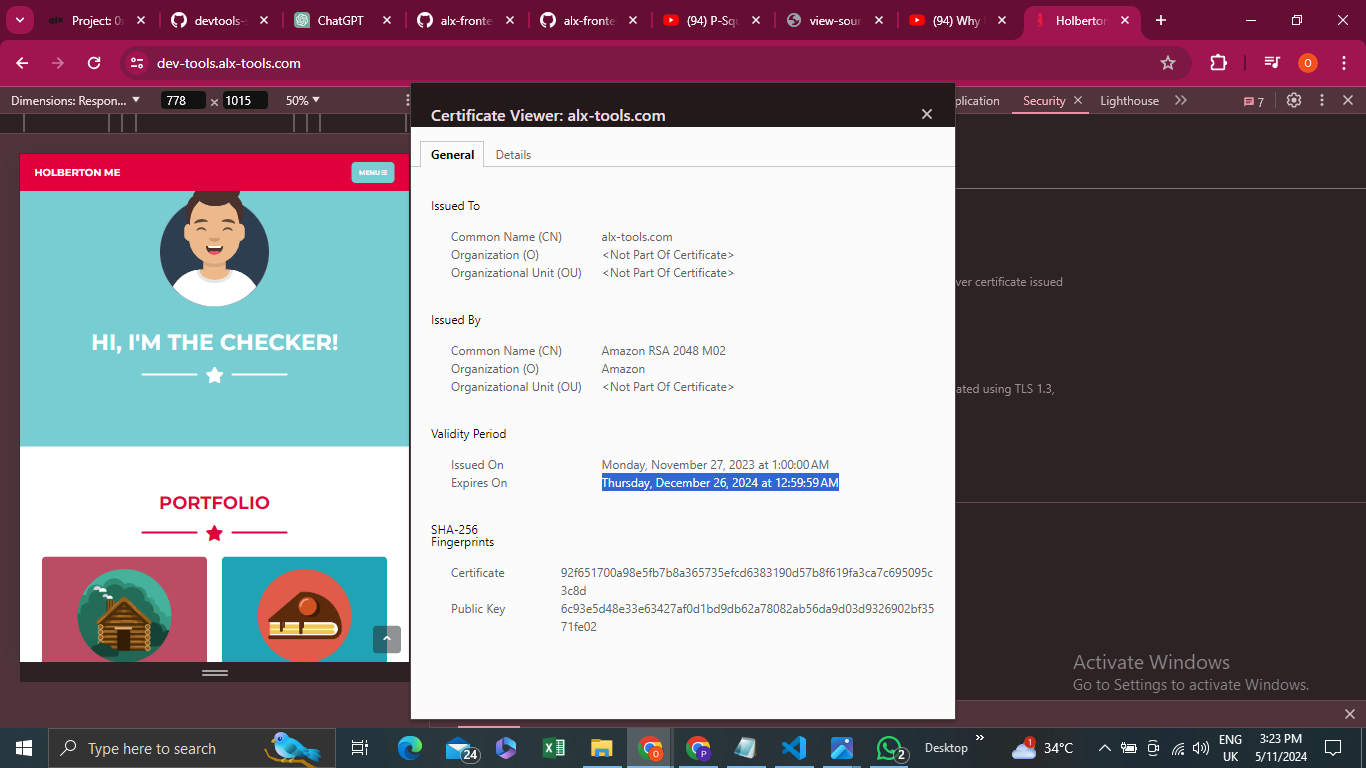 Project: 0x
devtools-s
ChatGPT
alx-fronte
alx-fronte
(94) P-Squ
view-sour
(94) Why
Holberton
dev-tools.alx-tools.com
O
Dimensions: Respon...
778 x 1015
50%
plication
Security
Lighthouse
7
HOLBERTON ME
MENU
HI, I'M THE CHECKER!
PORTFOLIO
Certificate Viewer: alx-tools.com
General
Details
Issued To
Common Name (CN) alx-tools.com
Organization (O) <Not Part Of Certificate>
Organizational Unit (OU) <Not Part Of Certificate>
Issued By
Common Name (CN) Amazon RSA 2048 M02
Organization (O) Amazon
Organizational Unit (OU) <Not Part Of Certificate>
Validity Period
Issued On Monday, November 27, 2023 at 1:00:00 AM
Expires On Thursday, December 26, 2024 at 12:59:59 AM
SHA-256
Fingerprints
Certificate 92f651700a98e5fb7b8a365735efcd6383190d57b8f619fa3ca7c695095c
3c8d
Public Key 6c93e5d48e33e63427af0d1bd9db62a78082ab56da9d03d9326902bf35
71fe02
ver certificate issued
ated using TLS 1.3,
Activate Windows
Go to Settings to activate Windows.
Type here to search
24
O
P
2
Desktop
1
34°C
ENG
UK
3:23 PM
5/11/2024